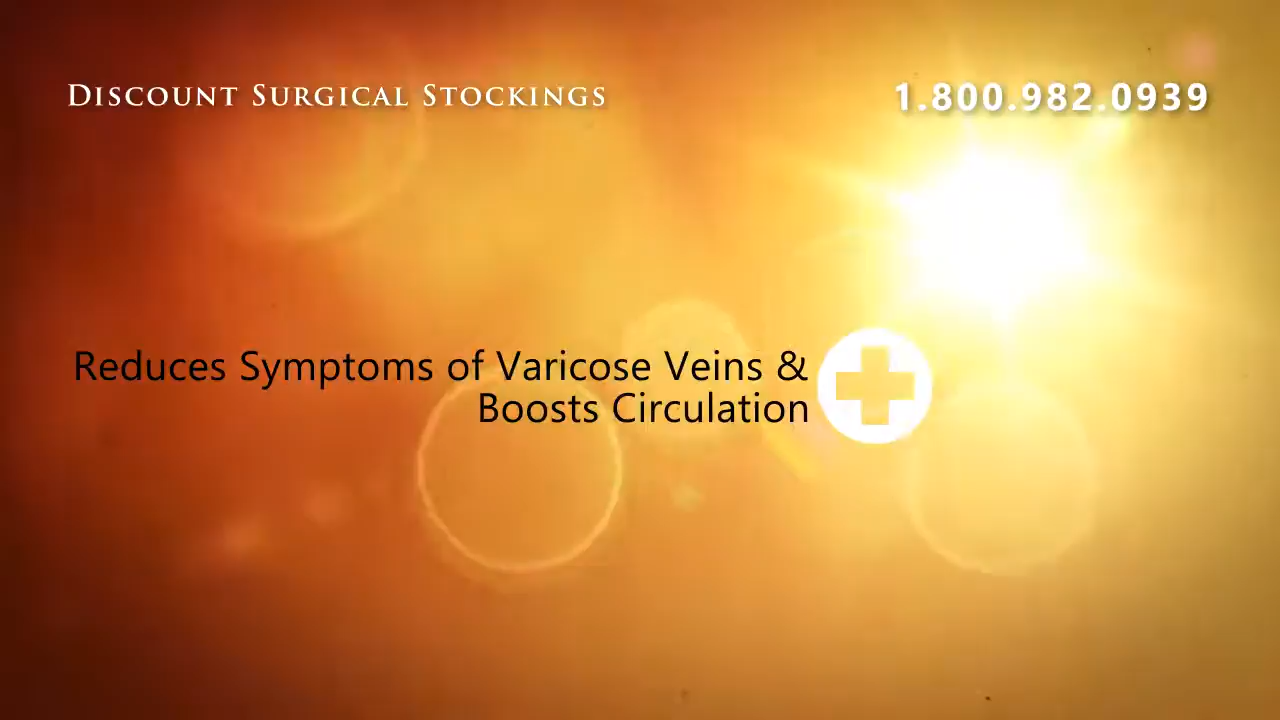 Discount Surgical Stockings
1.800.982.0939
Reduces Symptoms of Varicose Veins &
Boosts Circulation